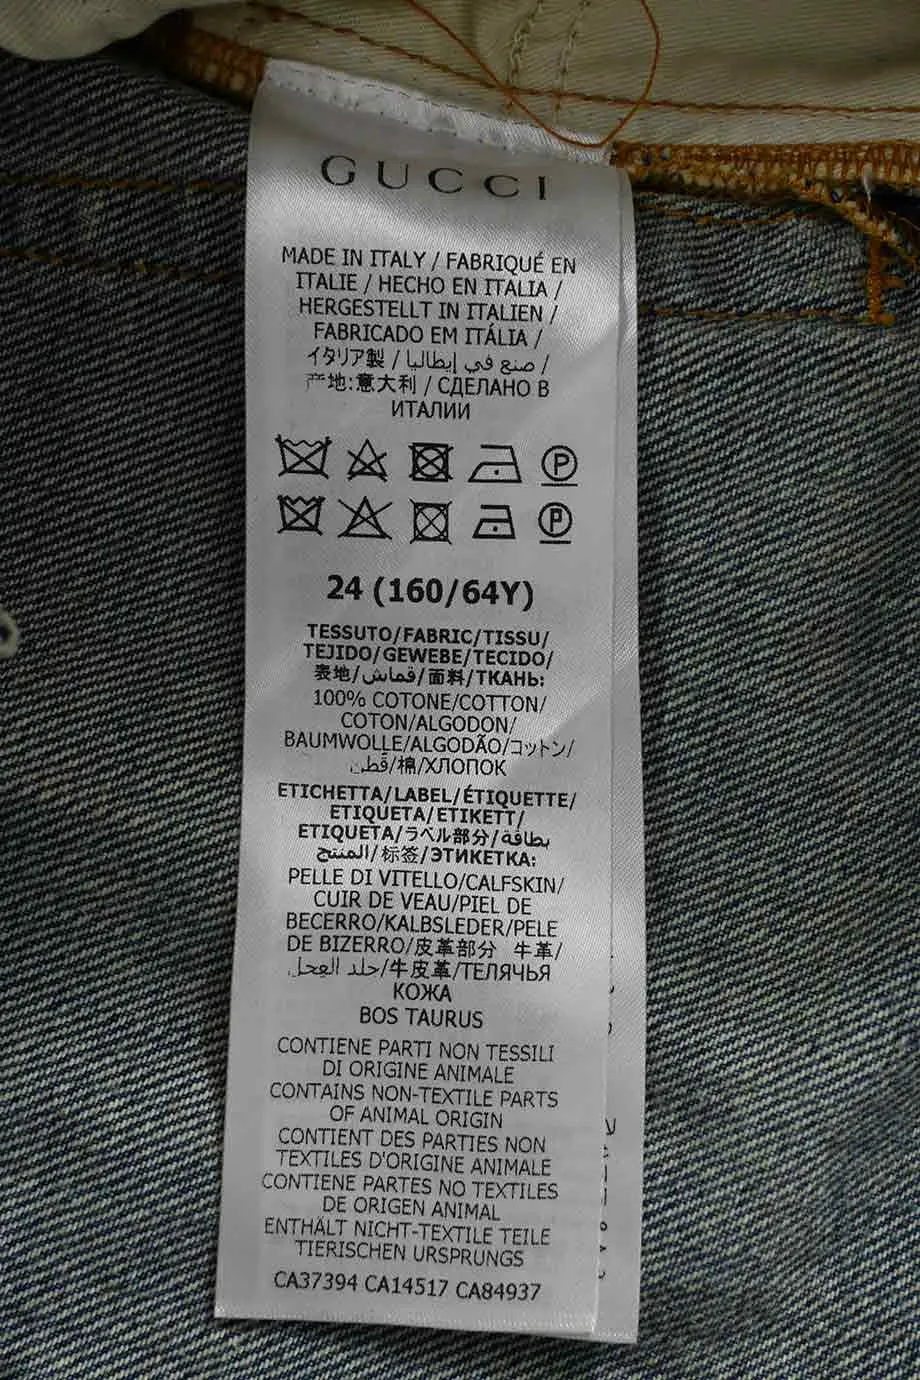 GUCCI
MADE IN ITALY / FABRIQUÉ EN
ITALIE / HECHO EN ITALIA /
HERGESTELLT IN ITALIEN /
FABRICADO EM ITÁLIA /
イタリア製 / صنع في إيطاليا /
产地:意大利 / СДЕЛАНО В
ИТАЛИИ
P
P
24 (160/64Y)
TESSUTO/FABRIC/TISSU/
TEJIDO/GEWEBE/TECIDO/
表地/قماش/面料/ТКАНЬ:
100% COTONE/COTTON/
COTON/ALGODON/
BAUMWOLLE/ALGODÃO/コットン/
قطن/棉/ХЛОПОК
ETICHETTA/LABEL/ÉTIQUETTE/
ETIQUETA/ETIKETT/
ETIQUETA/ラベル部分/بطاقة
المنتج/标签/ЭТИКЕТКА:
PELLE DI VITELLO/CALFSKIN/
CUIR DE VEAU/PIEL DE
BECERRO/KALBSLEDER/PELE
DE BIZERRO/皮革部分 牛革/
جلد العجل/牛皮革/ТЕЛЯЧЬЯ
КОЖА
BOS TAURUS
CONTIENE PARTI NON TESSILI
DI ORIGINE ANIMALE
CONTAINS NON-TEXTILE PARTS
OF ANIMAL ORIGIN
CONTIENT DES PARTIES NON
TEXTILES D'ORIGINE ANIMALE
CONTIENE PARTES NO TEXTILES
DE ORIGEN ANIMAL
ENTHÄLT NICHT-TEXTILE TEILE
TIERISCHEN URSPRUNGS
CA37394 CA14517 CA84937